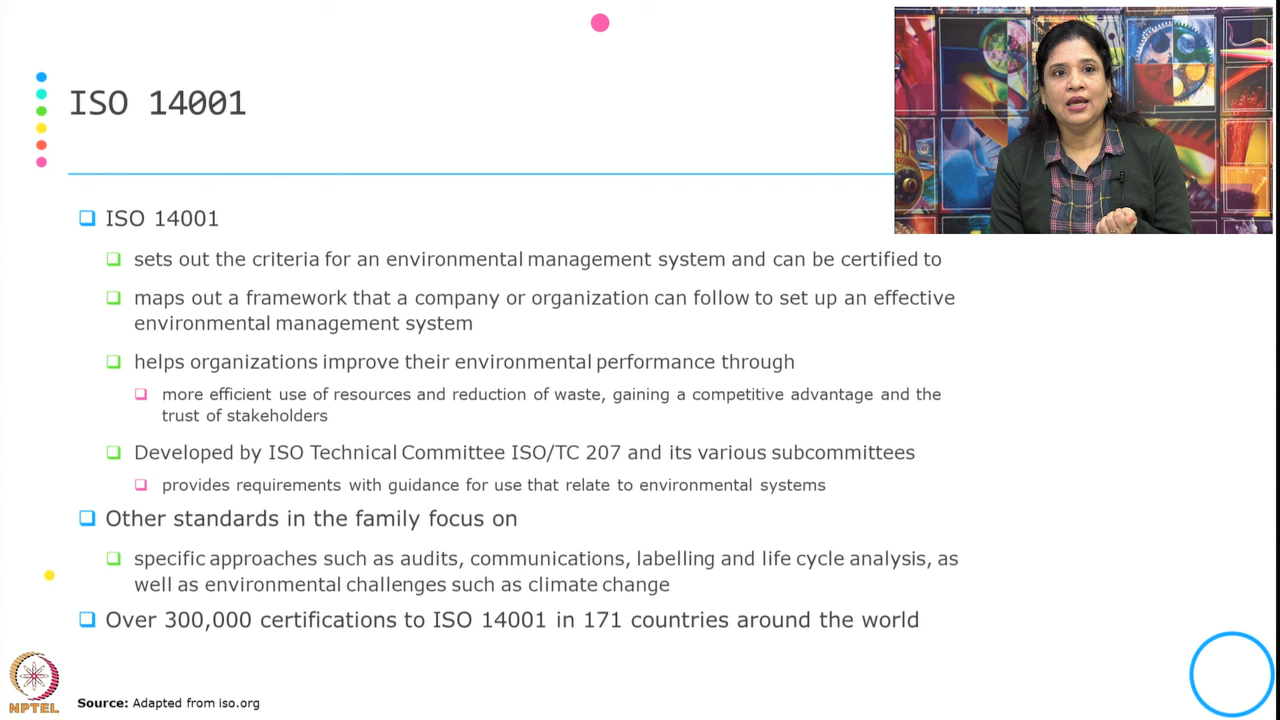 ISO 14001
ISO 14001
sets out the criteria for an environmental management system and can be certified to
maps out a framework that a company or organization can follow to set up an effective
environmental management system
helps organizations improve their environmental performance through
more efficient use of resources and reduction of waste, gaining a competitive advantage and the
trust of stakeholders
Developed by ISO Technical Committee ISO/TC 207 and its various subcommittees
provides requirements with guidance for use that relate to environmental systems
Other standards in the family focus on
specific approaches such as audits, communications, labelling and life cycle analysis, as
well as environmental challenges such as climate change
Over 300,000 certifications to ISO 14001 in 171 countries around the world
NPTEL
Source: Adapted from iso.org